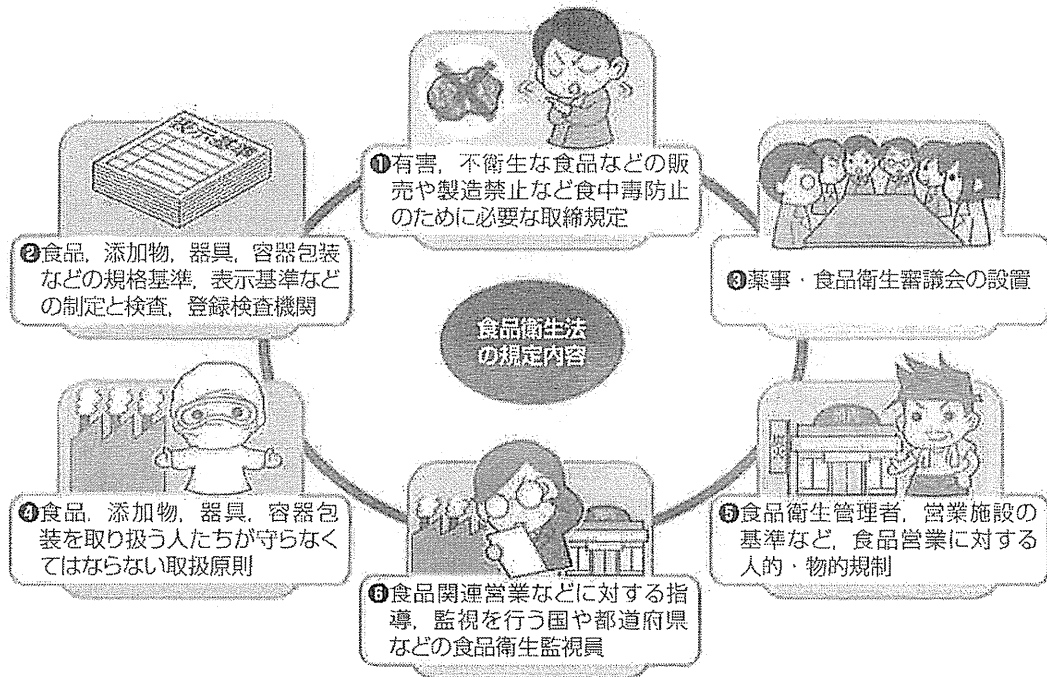 ❶有害，不衛生な食品などの販
売や製造禁止など食中毒防止
のために必要な取締規定
❷食品，添加物，器具，容器包装
などの規格基準，表示基準など
の制定と検査，登録検査機関
❸薬事・食品衛生審議会の設置
食品衛生法
の規定内容
❹食品，添加物，器具，容器包
装を取り扱う人たちが守らなく
てはならない取扱原則
❺食品衛生管理者，営業施設の
基準など，食品営業に対する
人的・物的規制
❻食品関連営業などに対する指
導，監視を行う国や都道府県
などの食品衛生監視員